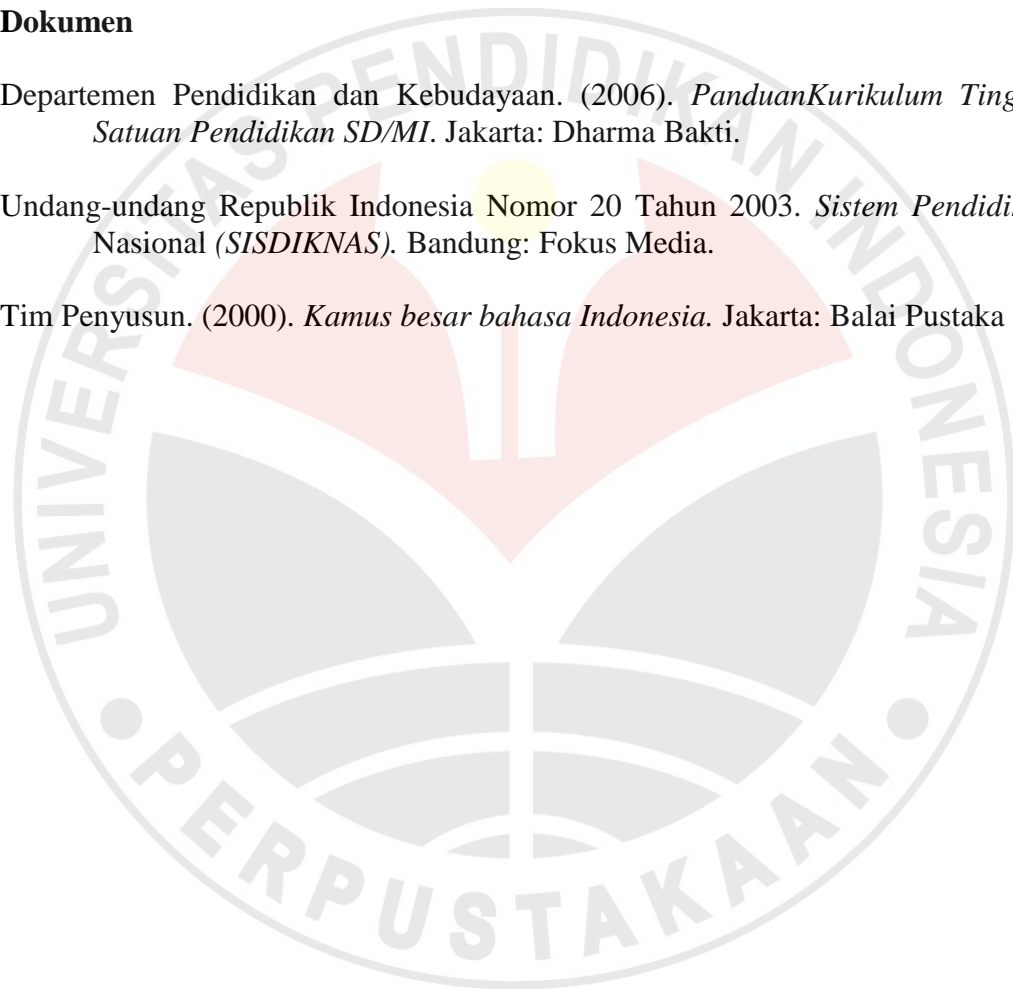 Dokumen
Departemen Pendidikan dan Kebudayaan. (2006). PanduanKurikulum Ting
Satuan Pendidikan SD/MI. Jakarta: Dharma Bakti.
Undang-undang Republik Indonesia Nomor 20 Tahun 2003. Sistem Pendidi
Nasional (SISDIKNAS). Bandung: Fokus Media.
Tim Penyusun. (2000). Kamus besar bahasa Indonesia. Jakarta: Balai Pustaka
UNIVERSITAS PENDIDIKAN INDONESIA
PERPUSTAKAAN